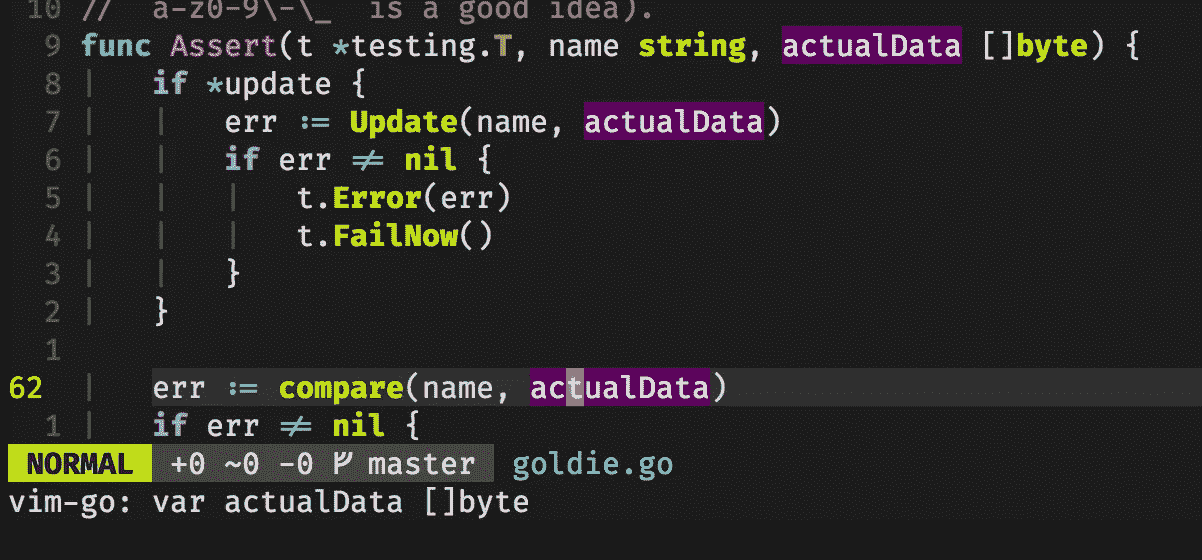 10 //  a-z0-9\-\_  is a good idea).
9 func Assert(t *testing.T, name string, actualData []byte) {
8 |   if *update {
7 |   |   err := Update(name, actualData)
6 |   |   if err ≠ nil {
5 |   |   |   t.Error(err)
4 |   |   |   t.FailNow()
3 |   |   }
2 |   }
1
62 |   err := compare(name, actualData)
1 |   if err ≠ nil {
NORMAL +0 ~0 -0 master goldie.go
vim-go: var actualData []byte